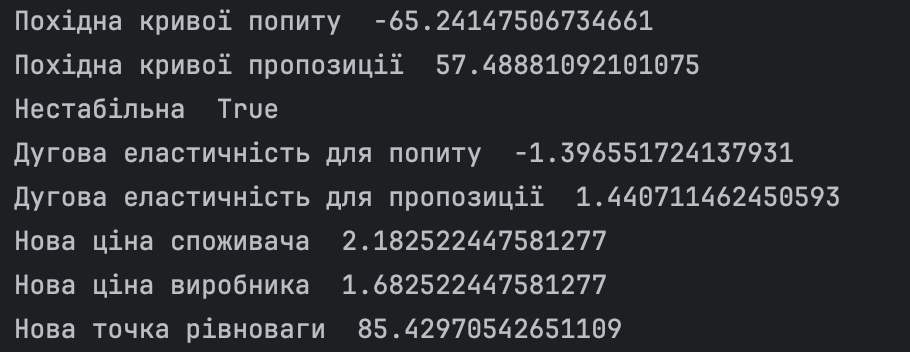 Похідна кривої попиту  -65.24147506734661
Похідна кривої пропозиції  57.48881092101075
Нестабільна  True
Дугова еластичність для попиту  -1.396551724137931
Дугова еластичність для пропозиції  1.440711462450593
Нова ціна споживача  2.182522447581277
Нова ціна виробника  1.682522447581277
Нова точка рівноваги  85.42970542651109